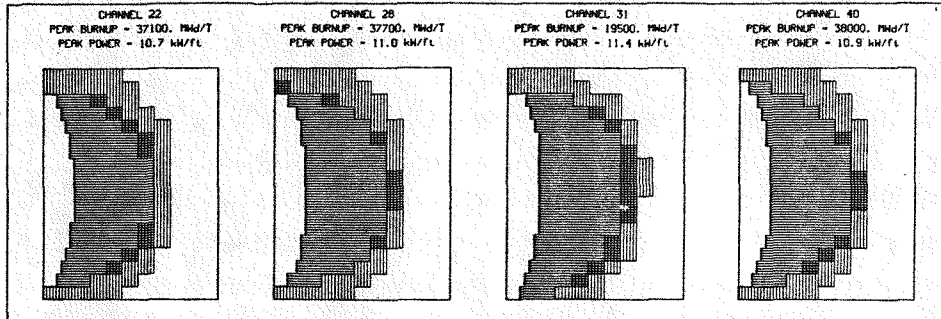 CHANNEL 22
PEAK BURNUP - 37100. MWd/T
PEAK POWER - 10.7 kW/ft
CHANNEL 28
PEAK BURNUP - 37700. MWd/T
PEAK POWER - 11.0 kW/ft
CHANNEL 31
PEAK BURNUP - 19500. MWd/T
PEAK POWER - 11.4 kW/ft
CHANNEL 40
PEAK BURNUP - 38000. MWd/T
PEAK POWER - 10.9 kW/ft